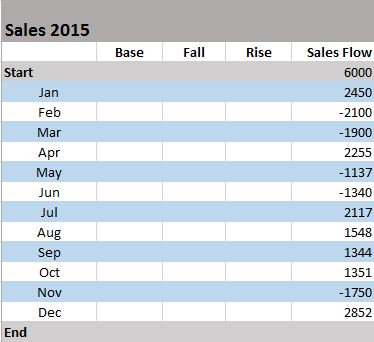 Sales 2015
Base Fall Rise Sales Flow
Start 6000
Jan 2450
Feb -2100
Mar -1900
Apr 2255
May -1137
Jun -1340
Jul 2117
Aug 1548
Sep 1344
Oct 1351
Nov -1750
Dec 2852
End